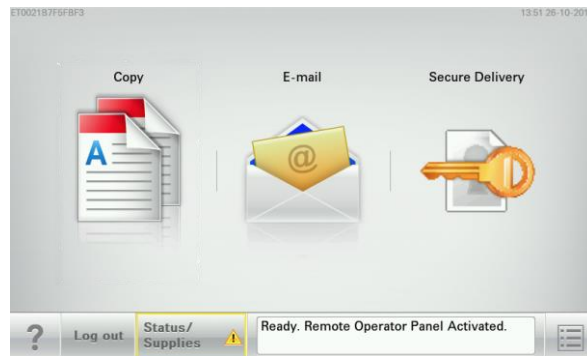 ET0021B7F5FBF3
13:51 26-10-201
Copy
E-mail
Secure Delivery
A
@
?
Log out
Status/
Supplies
Ready. Remote Operator Panel Activated.